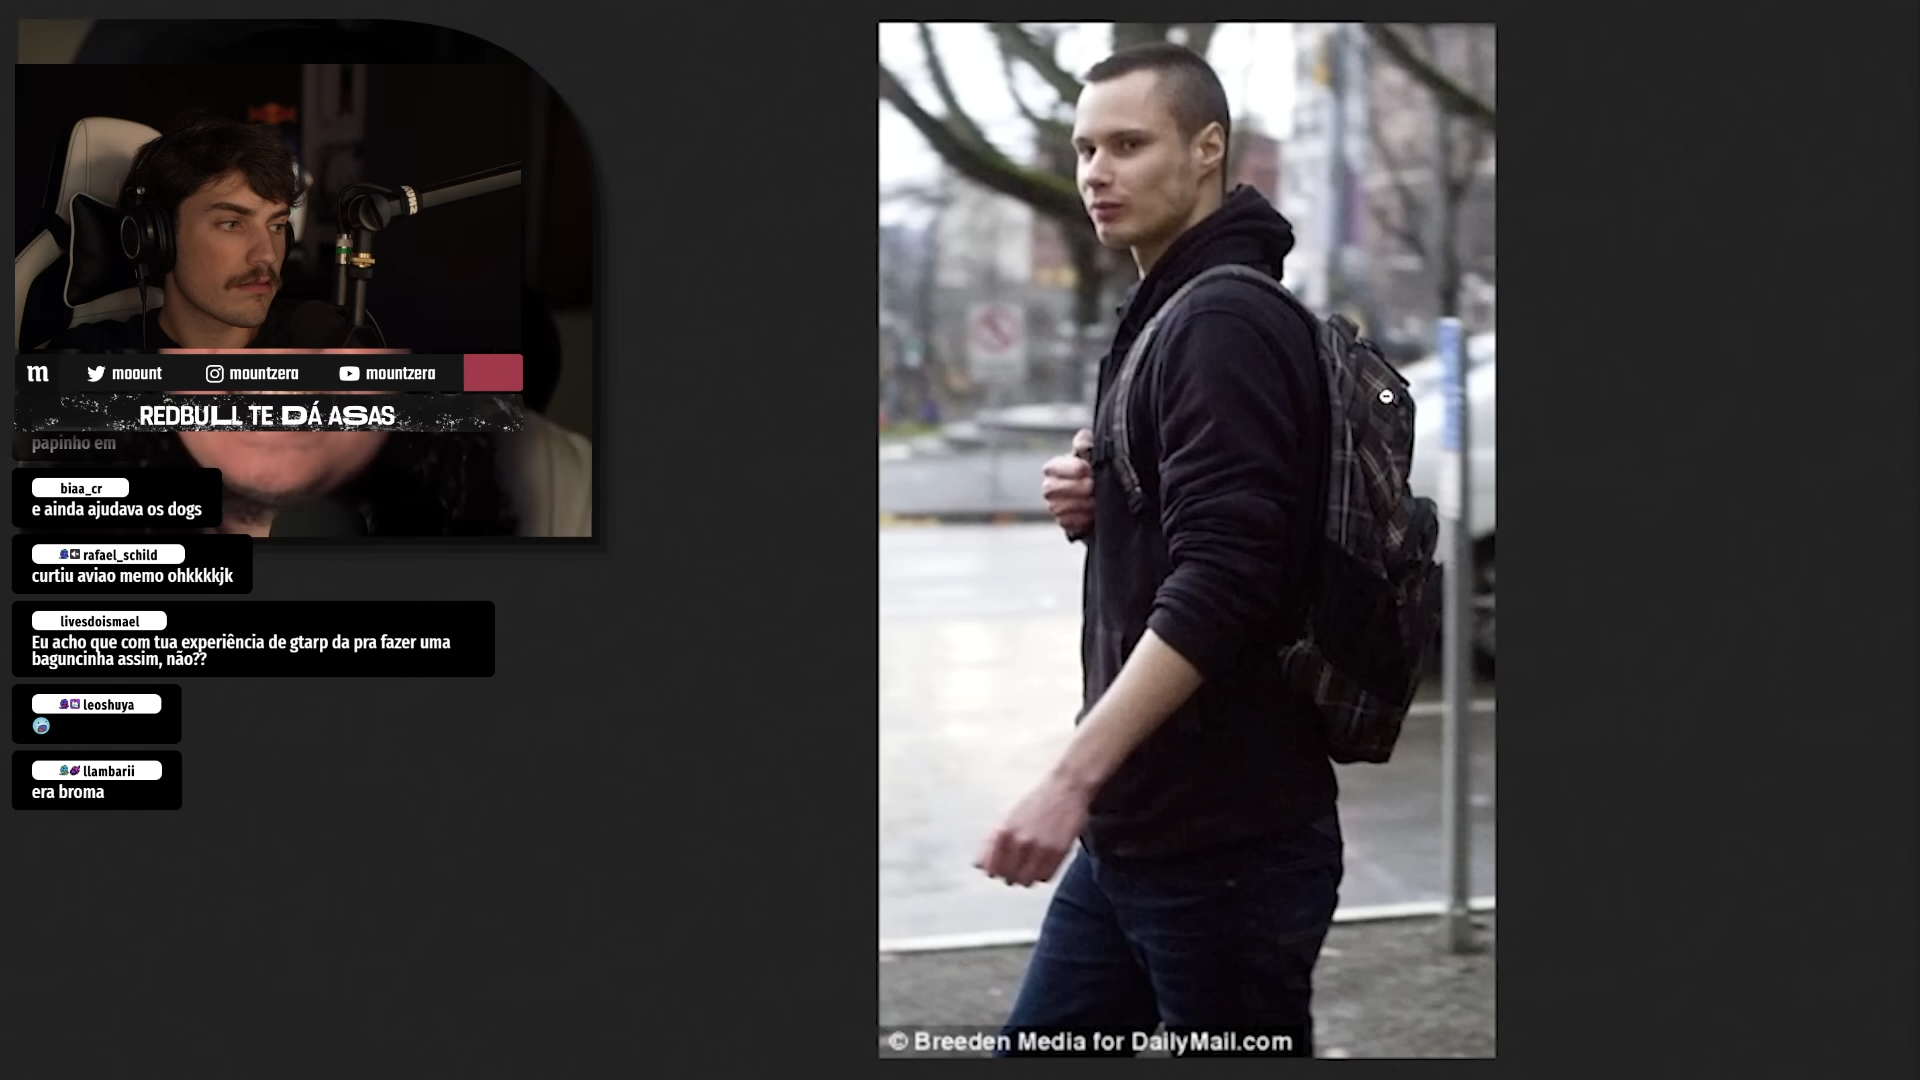 m moount mountzera mountzera
REDBULL TE DÁ ASAS
papinho em
biaa_cr
e ainda ajudava os dogs
rafael_schild
curtiu aviao memo ohkkkkjk
livesdoismael
Eu acho que com tua experiência de gtarp da pra fazer uma
baguncinha assim, não??
leoshuya
llambarii
era broma
© Breeden Media for DailyMail.com